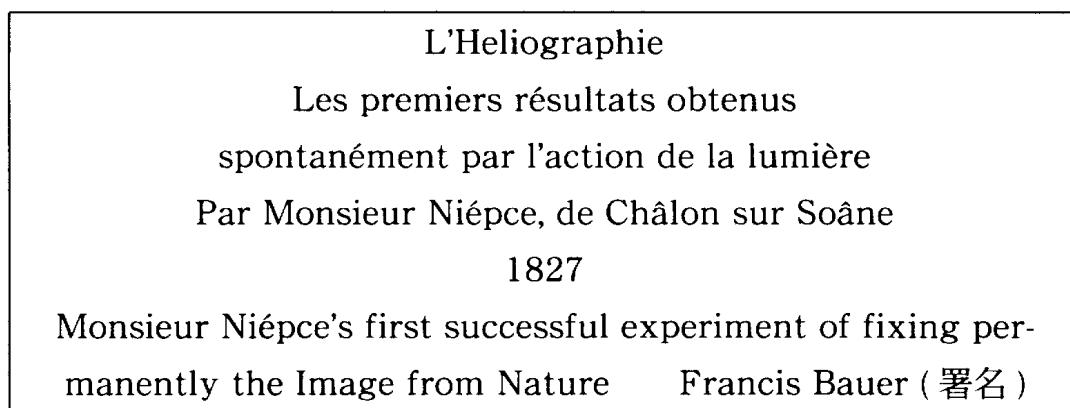 L'Heliographie
Les premiers résultats obtenus
spontanément par l'action de la lumière
Par Monsieur Niépce, de Châlon sur Soâne
1827
Monsieur Niépce's first successful experiment of fixing per-
manently the Image from Nature Francis Bauer ( 署名 )